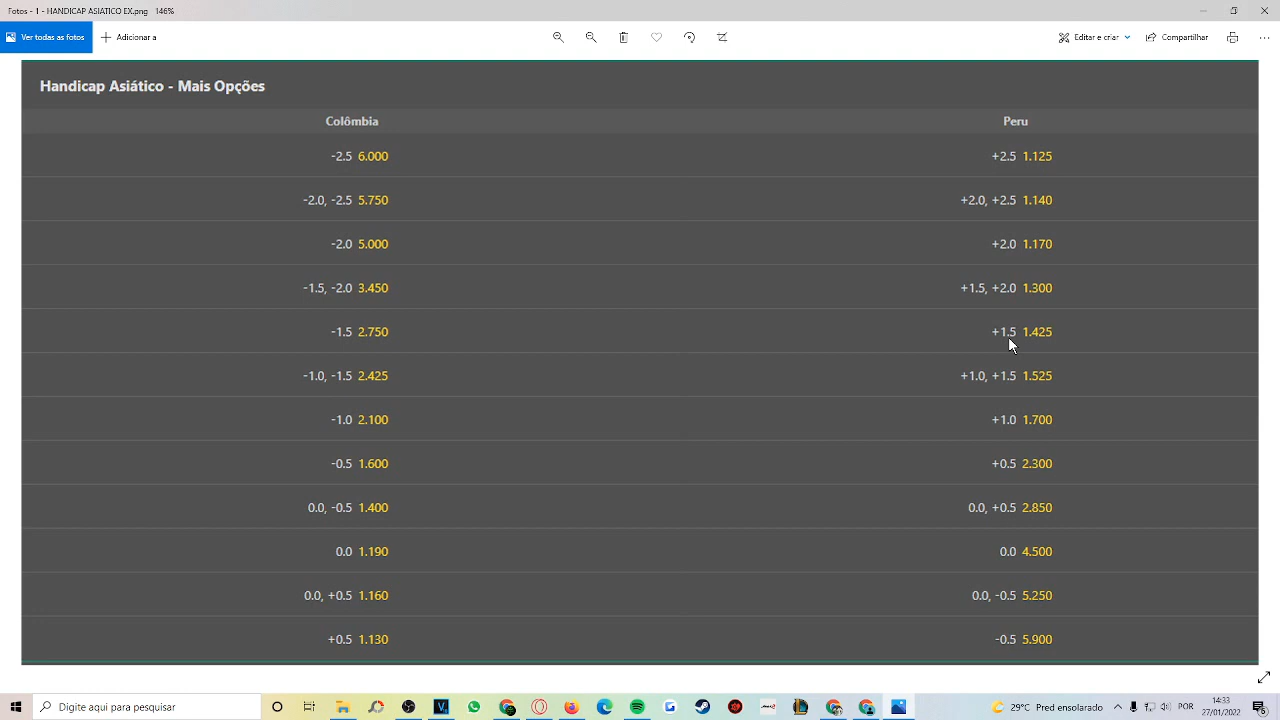 Fotos - 1 - HANDICAP ASIATICO EX.png 146%
Ver todas as fotos Adicionar a Editar e criar Compartilhar
Handicap Asiático - Mais Opções
Colômbia Peru
-2.5 6.000 +2.5 1.125
-2.0, -2.5 5.750 +2.0, +2.5 1.140
-2.0 5.000 +2.0 1.170
-1.5, -2.0 3.450 +1.5, +2.0 1.300
-1.5 2.750 +1.5 1.425
-1.0, -1.5 2.425 +1.0, +1.5 1.525
-1.0 2.100 +1.0 1.700
-0.5 1.600 +0.5 2.300
0.0, -0.5 1.400 0.0, +0.5 2.850
0.0 1.190 0.0 4.500
0.0, +0.5 1.160 0.0, -0.5 5.250
+0.5 1.130 -0.5 5.900
Digite aqui para pesquisar 29°C Pred ensolarado POR 14:33
27/01/2022